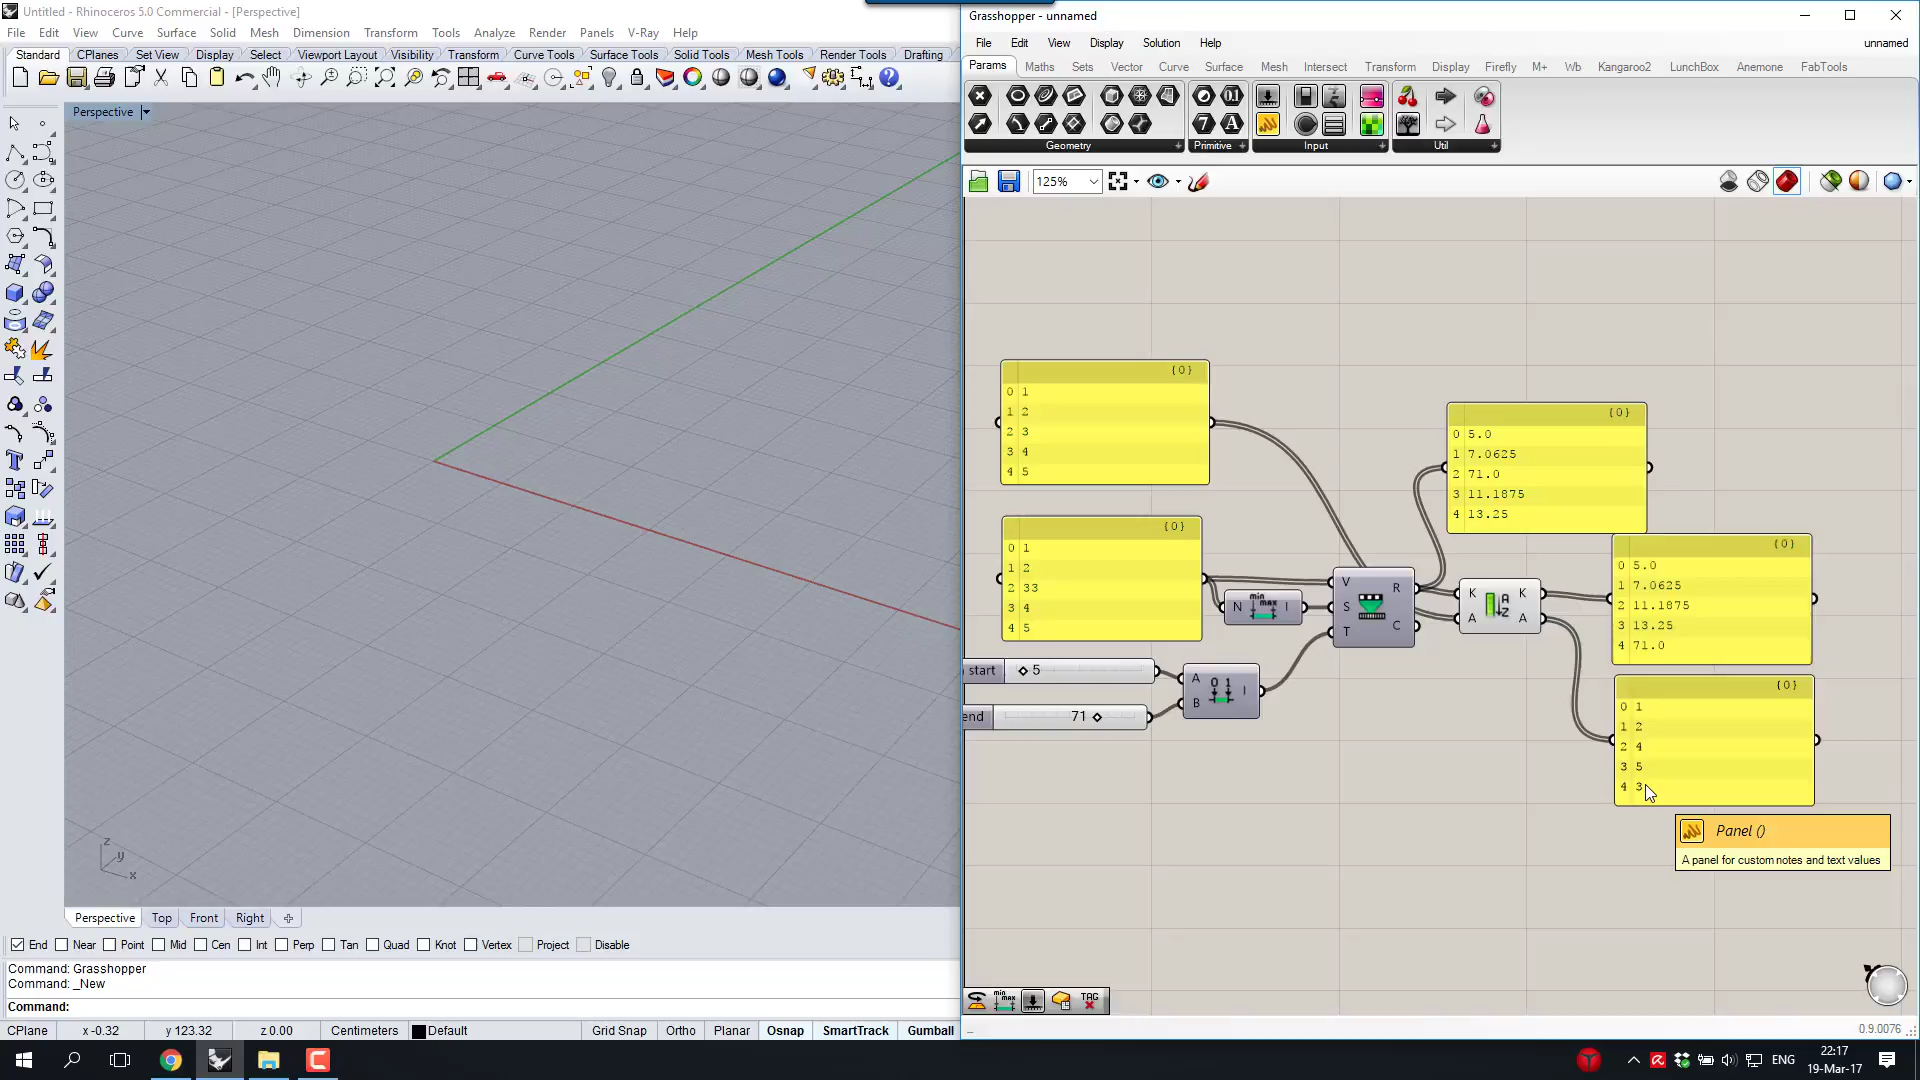 Untitled - Rhinoceros 5.0 Commercial - [Perspective]
File Edit View Curve Surface Solid Mesh Dimension Transform Tools Analyze Render Panels V-Ray Help
Standard CPlanes Set View Display Select Viewport Layout Visibility Transform Curve Tools Surface Tools Solid Tools Mesh Tools Render Tools Drafting
Perspective
z
y
x
Perspective Top Front Right
End Near Point Mid Cen Int Perp Tan Quad Knot Vertex Project Disable
Command: Grasshopper
Command: _New
Command:
CPlane x -0.32 y 123.32 z 0.00 Centimeters Default Grid Snap Ortho Planar Osnap SmartTrack Gumball
Grasshopper - unnamed
File Edit View Display Solution Help
unnamed
Params Maths Sets Vector Curve Surface Mesh Intersect Transform Display Firefly M+ Wb Kangaroo2 LunchBox Anemone FabTools
Geometry Primitive Input Util
125%
{0}
0 1
1 2
2 3
3 4
4 5
{0}
0 1
1 2
2 33
3 4
4 5
start 5
end 71
A
B
0 1
I
N
min max
I
V
S
T
R
C
{0}
0 5.0
1 7.0625
2 71.0
3 11.1875
4 13.25
K
A
A
Z
K
A
{0}
0 5.0
1 7.0625
2 11.1875
3 13.25
4 71.0
{0}
0 1
1 2
2 4
3 5
4 3
Panel ()
A panel for custom notes and text values
min max
TAG
0.9.0076
ENG
22:17
19-Mar-17